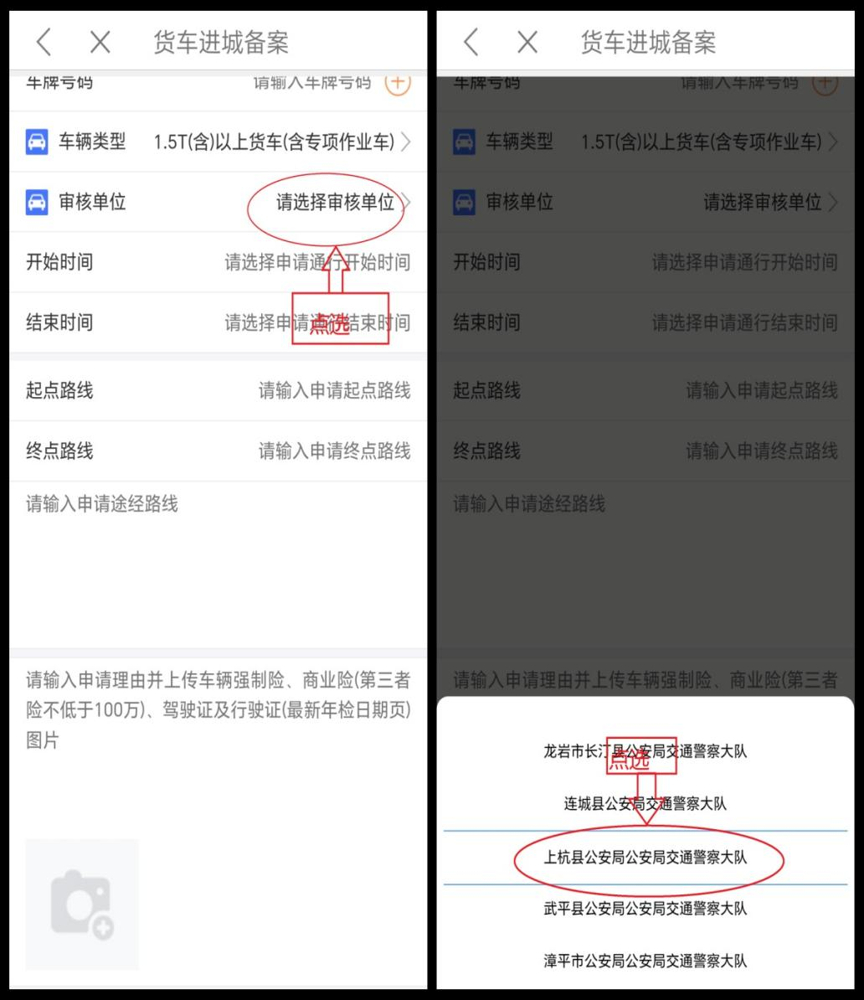 货车进城备案
车牌号码 请输入车牌号码
车辆类型 1.5T(含)以上货车(含专项作业车)
审核单位 请选择审核单位
开始时间 请选择申请通行开始时间
结束时间 请选择申请通行结束时间
点选
起点路线 请输入申请起点路线
终点路线 请输入申请终点路线
请输入申请途经路线
请输入申请理由并上传车辆强制险、商业险(第三者
险不低于100万)、驾驶证及行驶证(最新年检日期页)
图片
货车进城备案
车牌号码 请输入车牌号码
车辆类型 1.5T(含)以上货车(含专项作业车)
审核单位 请选择审核单位
开始时间 请选择申请通行开始时间
结束时间 请选择申请通行结束时间
起点路线 请输入申请起点路线
终点路线 请输入申请终点路线
请输入申请途经路线
请输入申请理由并上传车辆强制险、商业险(第三者
龙岩市长汀县公安局交通警察大队
点选
连城县公安局交通警察大队
上杭县公安局公安局交通警察大队
武平县公安局公安局交通警察大队
漳平市公安局公安局交通警察大队